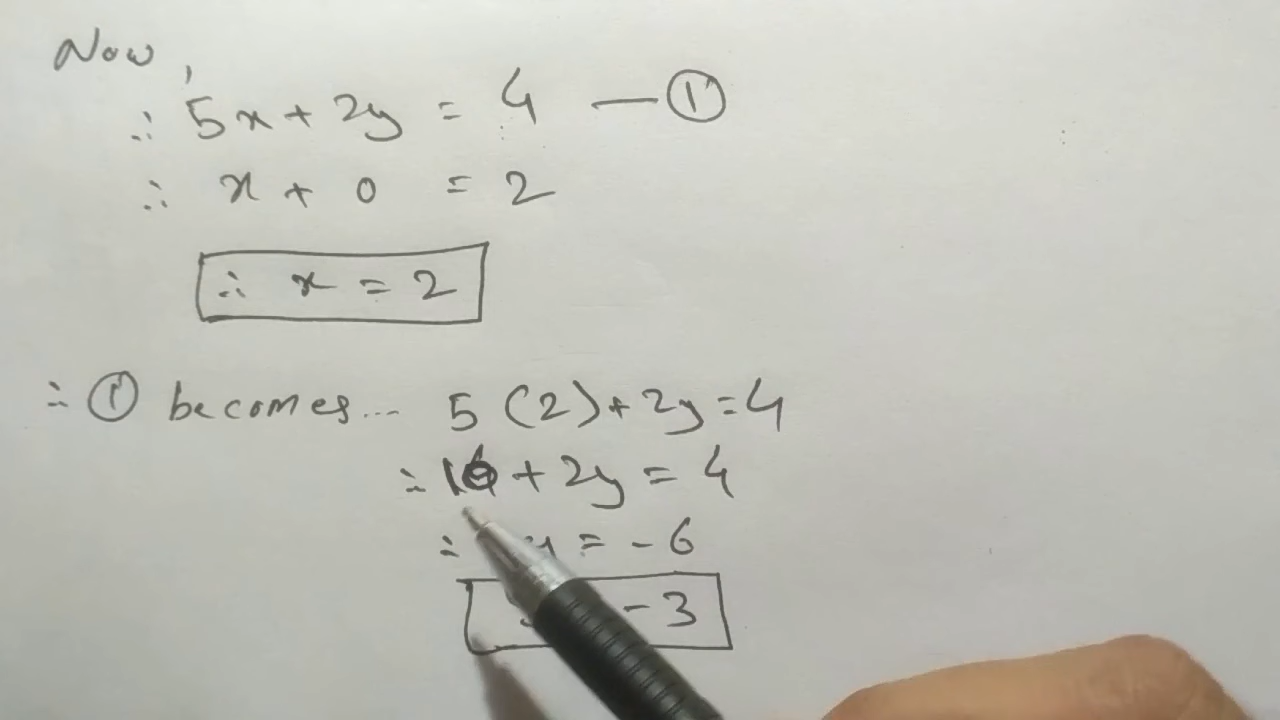 Now,
∴ 5x + 2y = 4 — ①
∴ x + 0 = 2
∴ x = 2
∴ ① becomes... 5 (2) + 2y = 4
∴ 10 + 2y = 4
∴ y = - 6
- 3